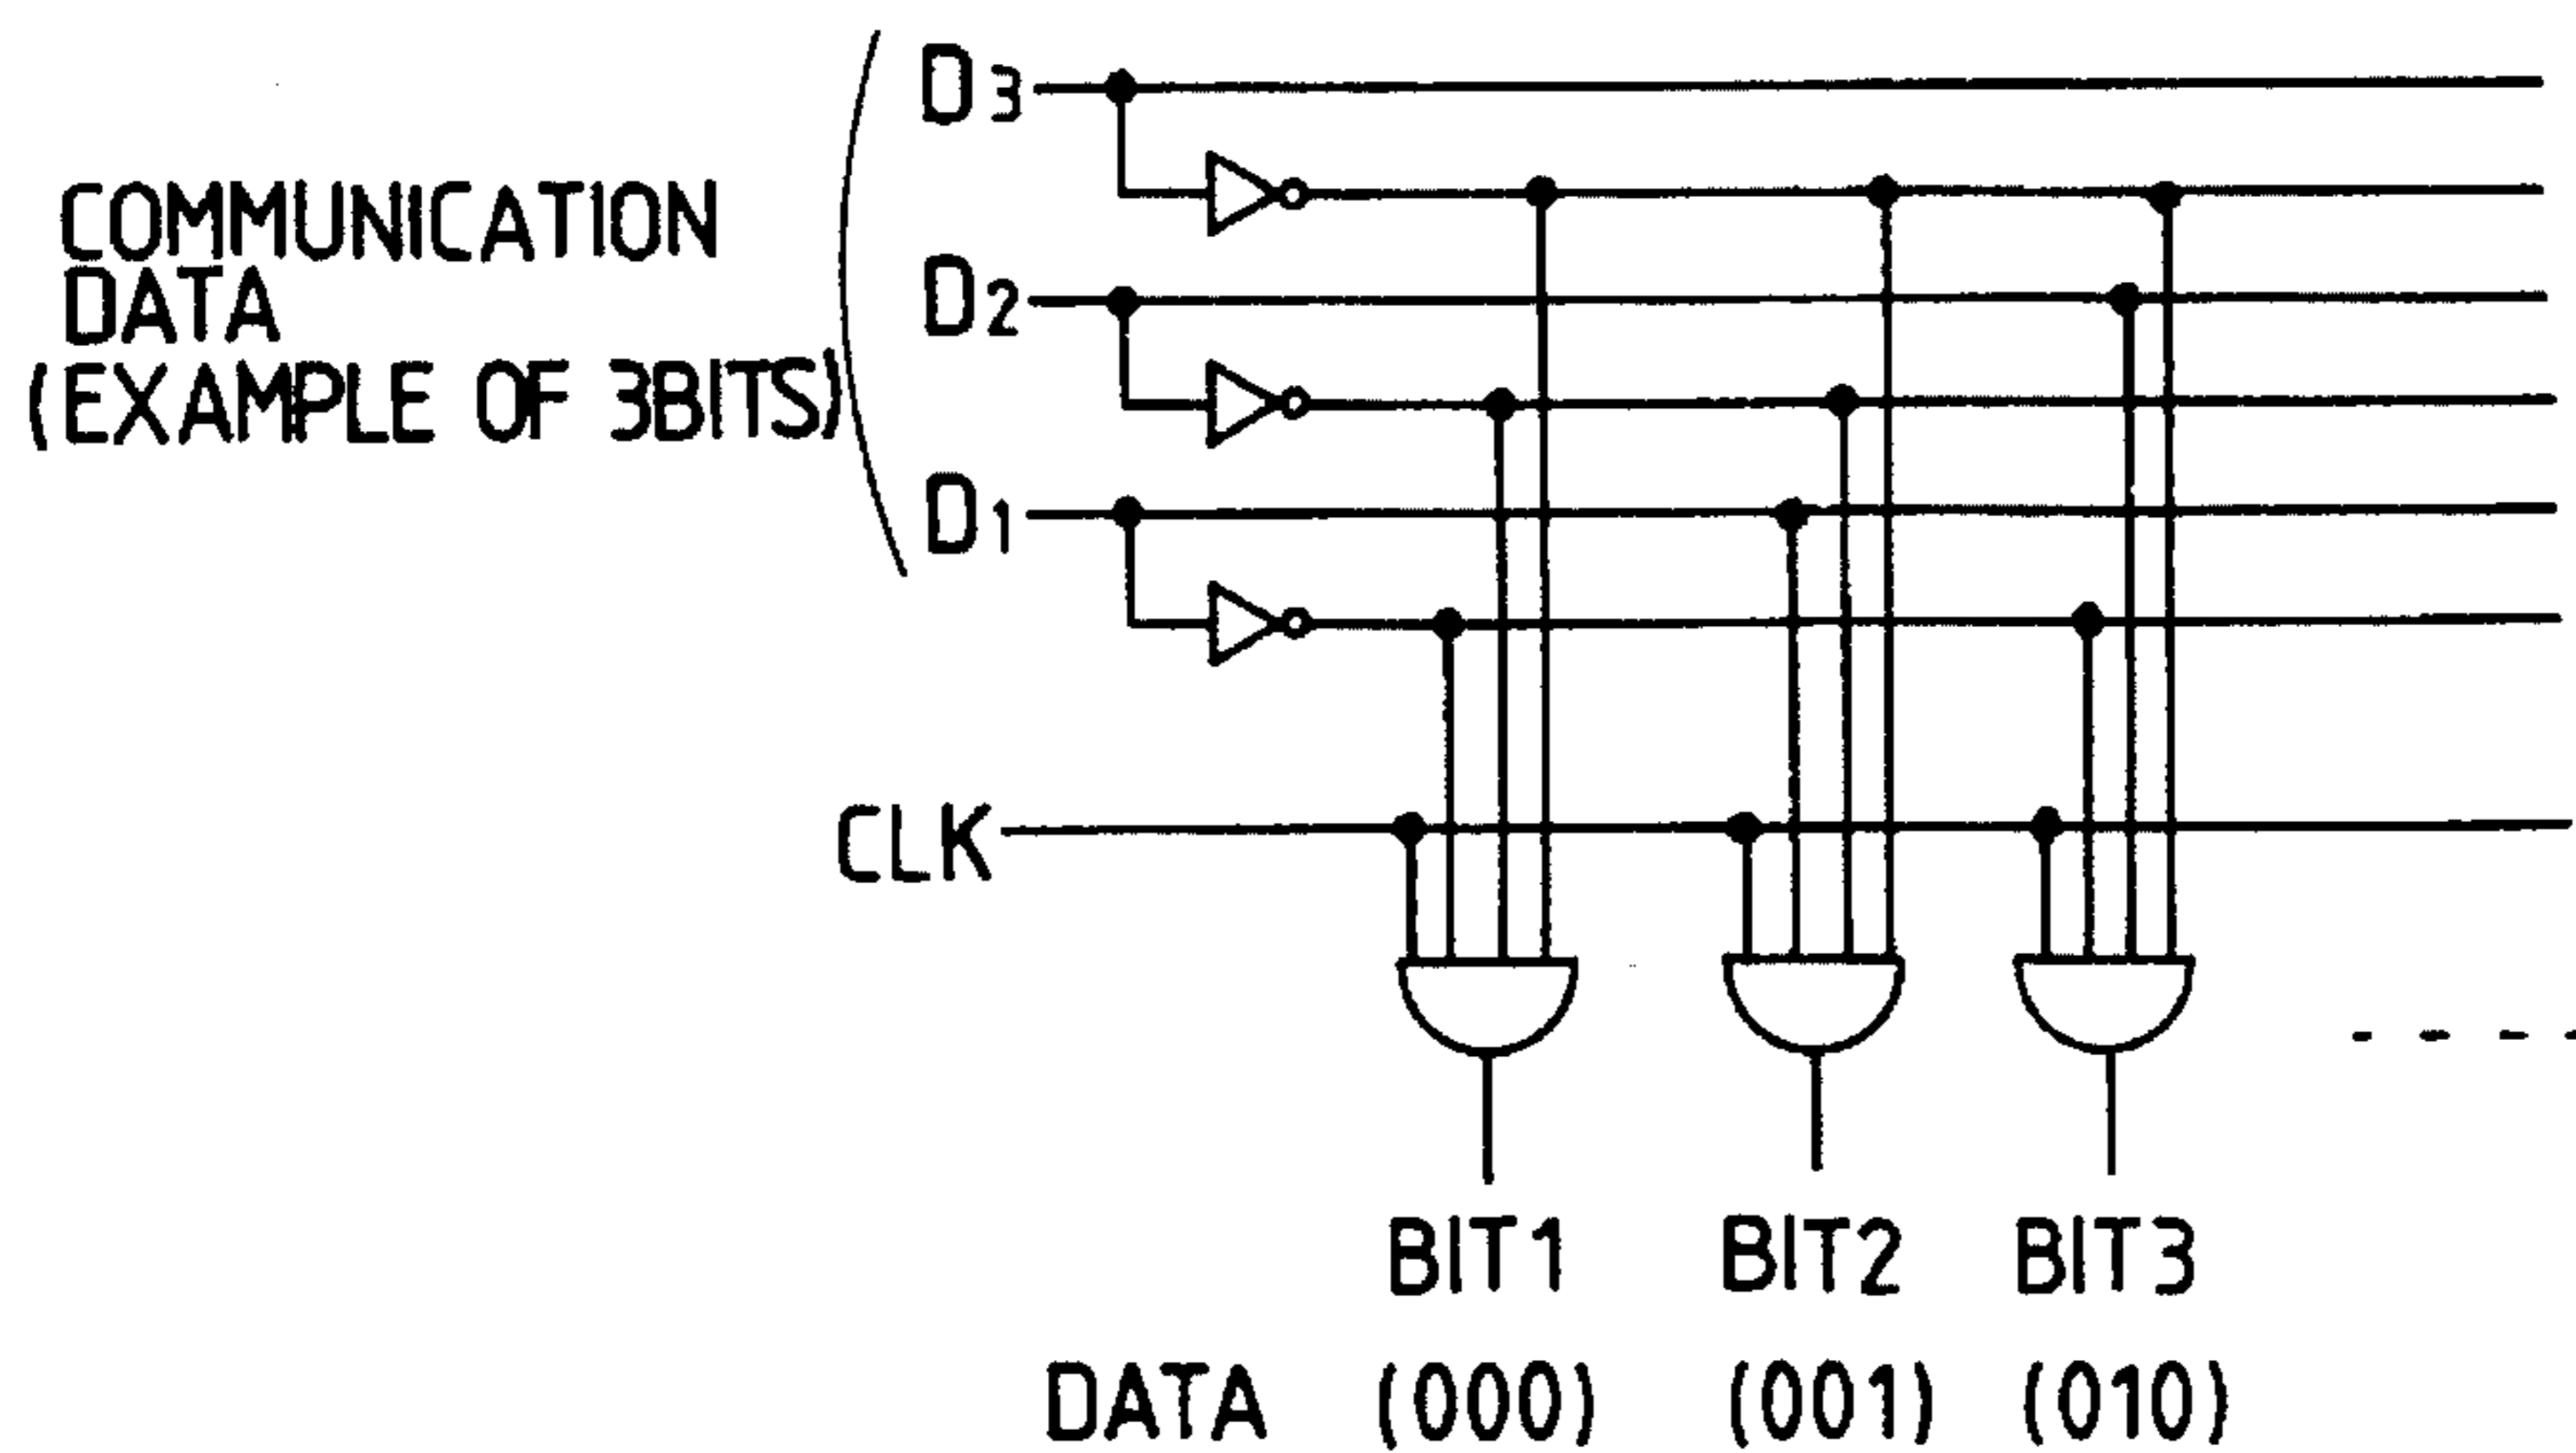 COMMUNICATION
DATA
(EXAMPLE OF 3BITS)
D3
D2
D1
CLK
BIT1 BIT2 BIT3
DATA (000) (001) (010)